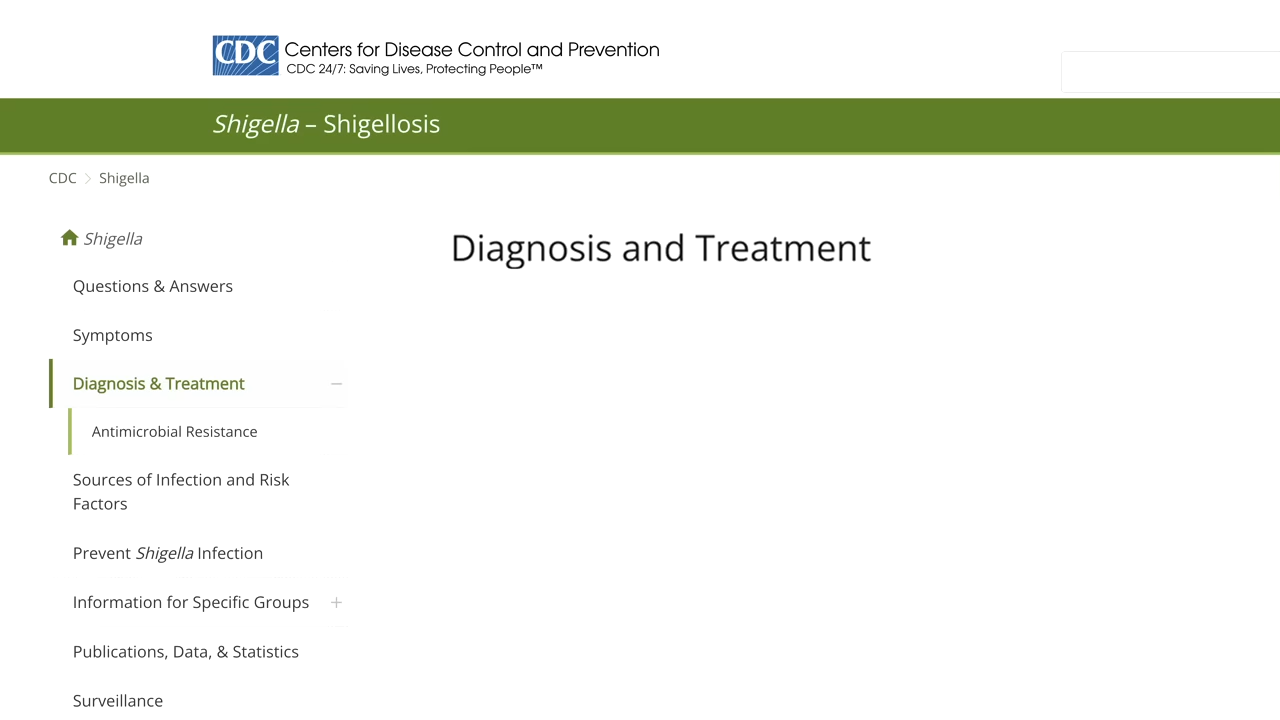 CDC Centers for Disease Control and Prevention
CDC 24/7: Saving Lives, Protecting People™
Shigella – Shigellosis
CDC Shigella
Shigella
Diagnosis and Treatment
Questions & Answers
Symptoms
Diagnosis & Treatment
Antimicrobial Resistance
Sources of Infection and Risk
Factors
Prevent Shigella Infection
Information for Specific Groups
Publications, Data, & Statistics
Surveillance